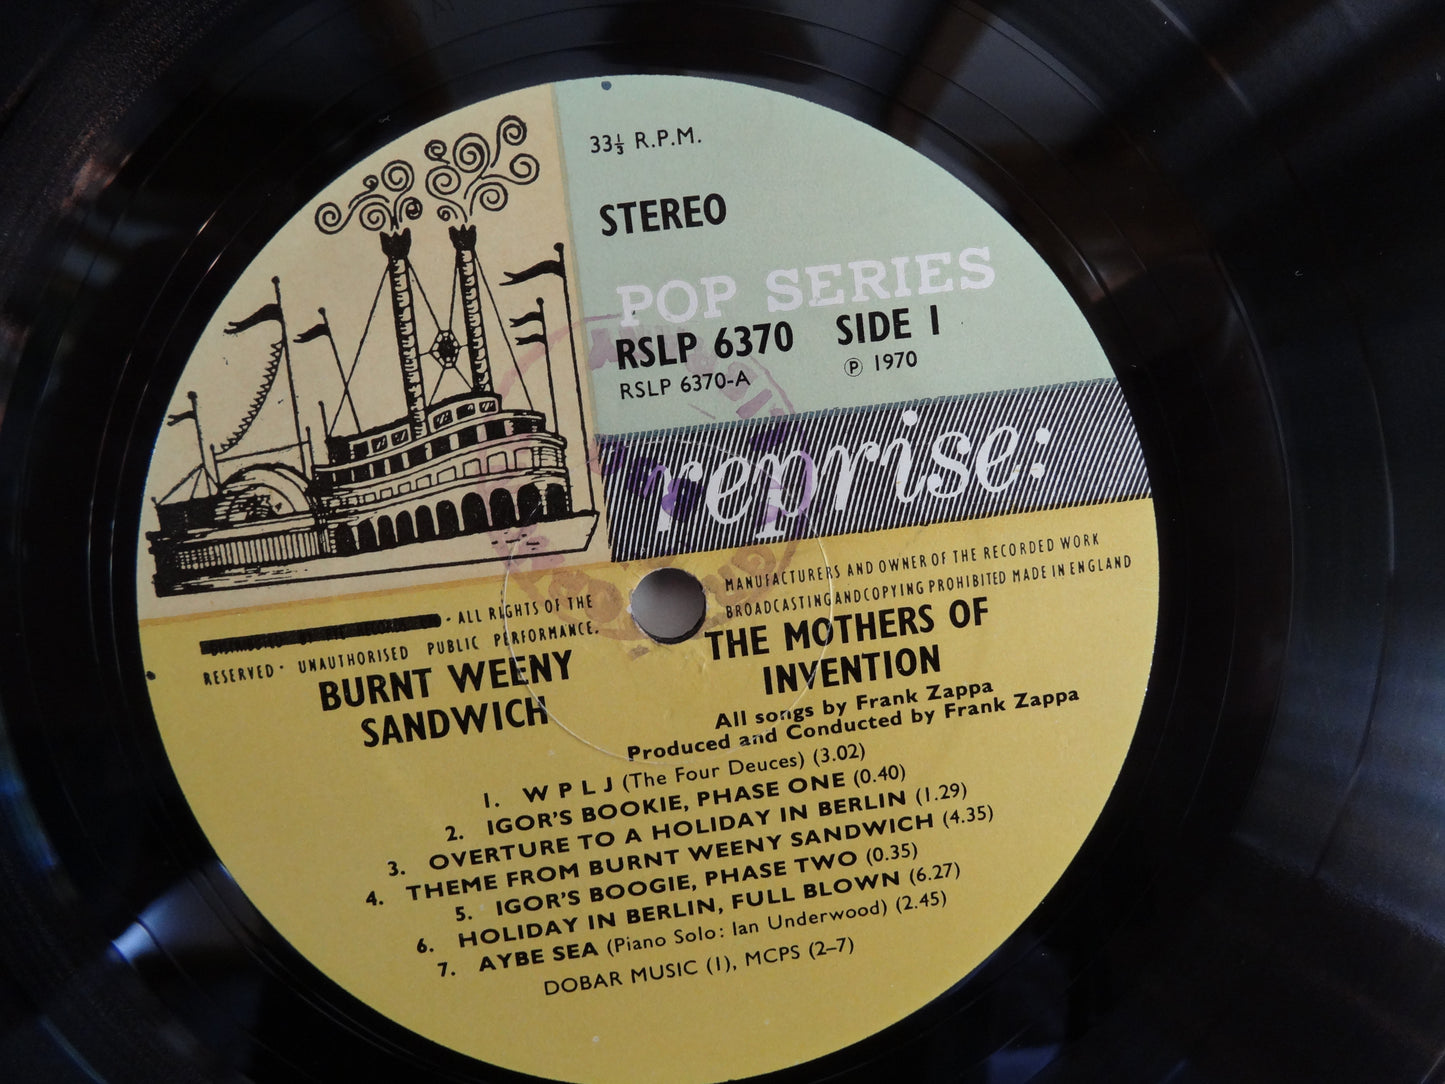 33⅓ R.P.M.
STEREO
POP SERIES
RSLP 6370 SIDE 1
RSLP 6370-A ℗ 1970
reprise:
MANUFACTURERS AND OWNER OF THE RECORDED WORK
· ALL RIGHTS OF THE
BROADCASTING AND COPYING PROHIBITED MADE IN ENGLAND
RESERVED · UNAUTHORISED PUBLIC PERFORMANCE.
BURNT WEENY
SANDWICH
THE MOTHERS OF
INVENTION
All songs by Frank Zappa
Produced and Conducted by Frank Zappa
1. W P L J (The Four Deuces) (3.02)
2. IGOR'S BOOKIE, PHASE ONE (0.40)
3. OVERTURE TO A HOLIDAY IN BERLIN (1.29)
4. THEME FROM BURNT WEENY SANDWICH (4.35)
5. IGOR'S BOOGIE, PHASE TWO (0.35)
6. HOLIDAY IN BERLIN, FULL BLOWN (6.27)
7. AYBE SEA (Piano Solo: Ian Underwood) (2.45)
DOBAR MUSIC (1), MCPS (2–7)